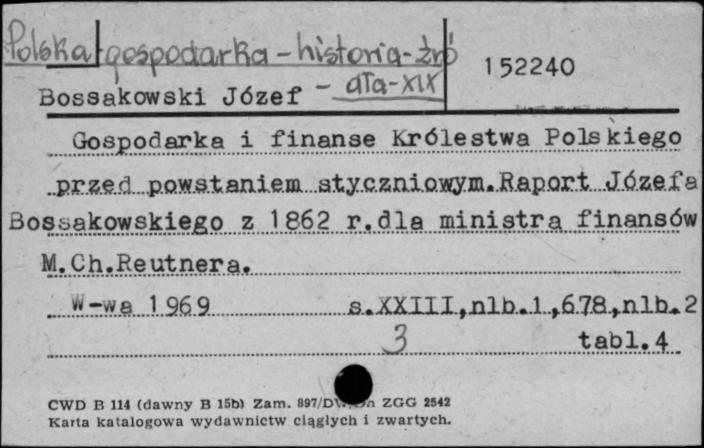 Polska gospodarka - historia - źró
dła - XIX
152240
Bossakowski Józef
Gospodarka i finanse Królestwa Polskiego
przed powstaniem styczniowym.Raport Józefa
Bossakowskiego z 1862 r.dla ministra finansów
M.Ch.Reutnera.
W-wa 1969 s.XXIII,nlb.1,678,nlb.2
3 tabl.4
CWD B 114 (dawny B 15b) Zam. 897/ ZGG 2542
Karta katalogowa wydawnictw ciągłych i zwartych.